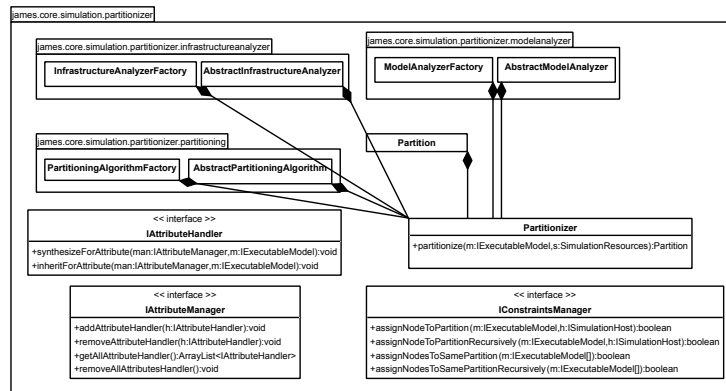 james.core.simulation.partitionizer
james.core.simulation.partitionizer.infrastructureanalyzer
InfrastructureAnalyzerFactory
AbstractInfrastructureAnalyzer
james.core.simulation.partitionizer.modelanalyzer
ModelAnalyzerFactory
AbstractModelAnalyzer
james.core.simulation.partitionizer.partitioning
PartitioningAlgorithmFactory
AbstractPartitioningAlgorithm
Partition
<< interface >>
IAttributeHandler
+synthesizeForAttribute(man:IAttributeManager,m:IExecutableModel):void
+inheritForAttribute(man:IAttributeManager,m:IExecutableModel):void
Partitionizer
+partitionize(m:IExecutableModel,s:SimulationResources):Partition
<< interface >>
IAttributeManager
+addAttributeHandler(h:IAttributeHandler):void
+removeAttributeHandler(h:IAttributeHandler):void
+getAllAttributeHandler():ArrayList<IAttributeHandler>
+removeAllAttributesHandler():void
<< interface >>
IConstraintsManager
+assignNodeToPartition(m:IExecutableModel,h:ISimulationHost):boolean
+assignNodeToPartitionRecursively(m:IExecutableModel,h:ISimulationHost):boolean
+assignNodesToSamePartition(m:IExecutableModel[]):boolean
+assignNodesToSamePartitionRecursively(m:IExecutableModel[]):boolean